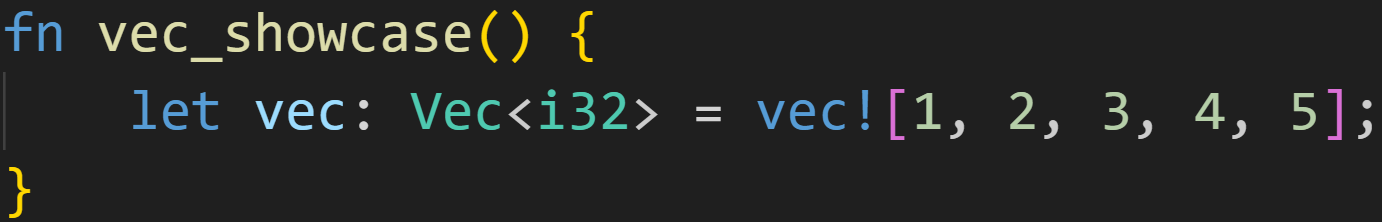 fn vec_showcase() {
    let vec: Vec<i32> = vec![1, 2, 3, 4, 5];
}